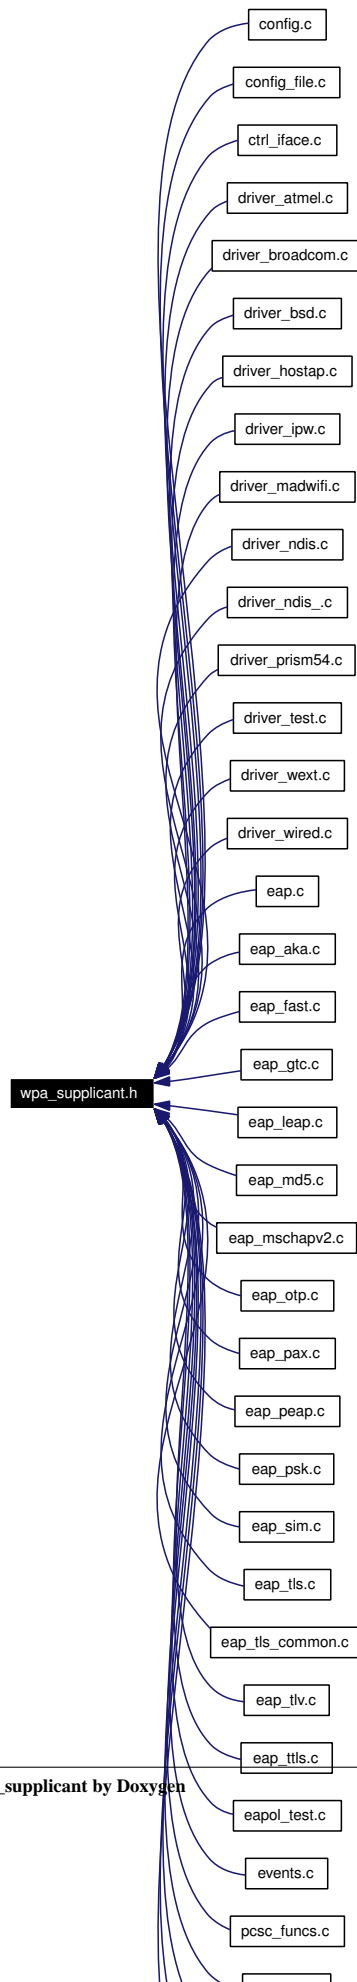 config.c
config_file.c
ctrl_iface.c
driver_atmel.c
driver_broadcom.c
driver_bsd.c
driver_hostap.c
driver_ipw.c
driver_madwifi.c
driver_ndis.c
driver_ndis_.c
driver_prism54.c
driver_test.c
driver_wext.c
driver_wired.c
eap.c
eap_aka.c
eap_fast.c
eap_gtc.c
wpa_supplicant.h
eap_leap.c
eap_md5.c
eap_mschapv2.c
eap_otp.c
eap_pax.c
eap_peap.c
eap_psk.c
eap_sim.c
eap_tls.c
eap_tls_common.c
eap_tlv.c
eap_ttls.c
_supplicant by Doxygen
eapol_test.c
events.c
pcsc_funcs.c